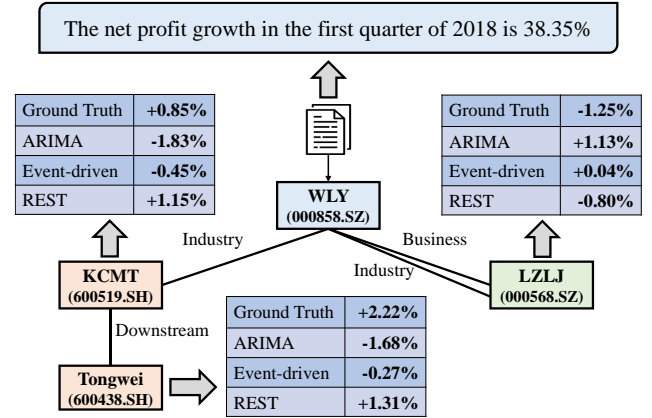 The net profit growth in the first quarter of 2018 is 38.35%
Ground Truth +0.85%
ARIMA -1.83%
Event-driven -0.45%
REST +1.15%
Ground Truth -1.25%
ARIMA +1.13%
Event-driven +0.04%
REST -0.80%
WLY
(000858.SZ)
Industry
Business
Industry
KCMT
(600519.SH)
LZLJ
(000568.SZ)
Downstream
Ground Truth +2.22%
ARIMA -1.68%
Event-driven -0.27%
REST +1.31%
Tongwei
(600438.SH)